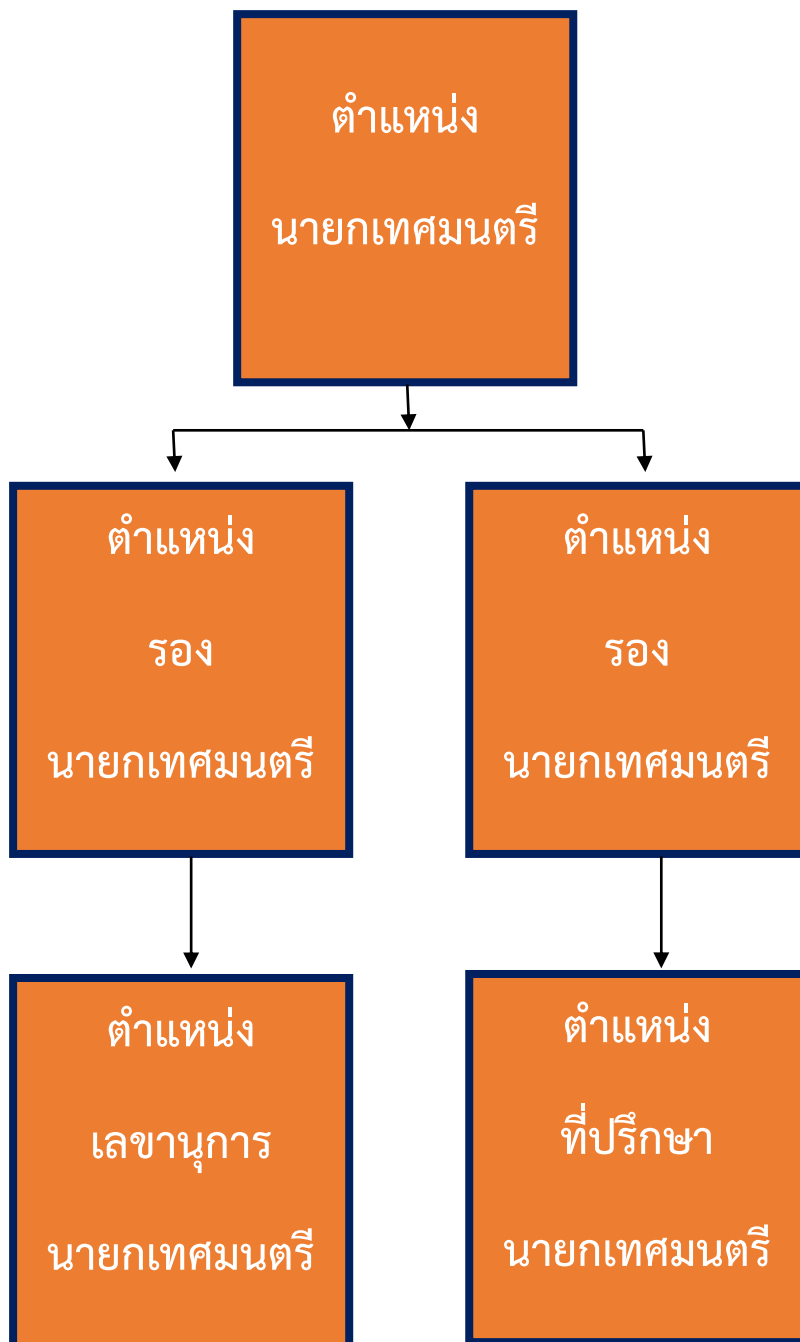 ตำแหน่ง
นายกเทศมนตรี
ตำแหน่ง
รอง
นายกเทศมนตรี
ตำแหน่ง
รอง
นายกเทศมนตรี
ตำแหน่ง
เลขานุการ
นายกเทศมนตรี
ตำแหน่ง
ที่ปรึกษา
นายกเทศมนตรี